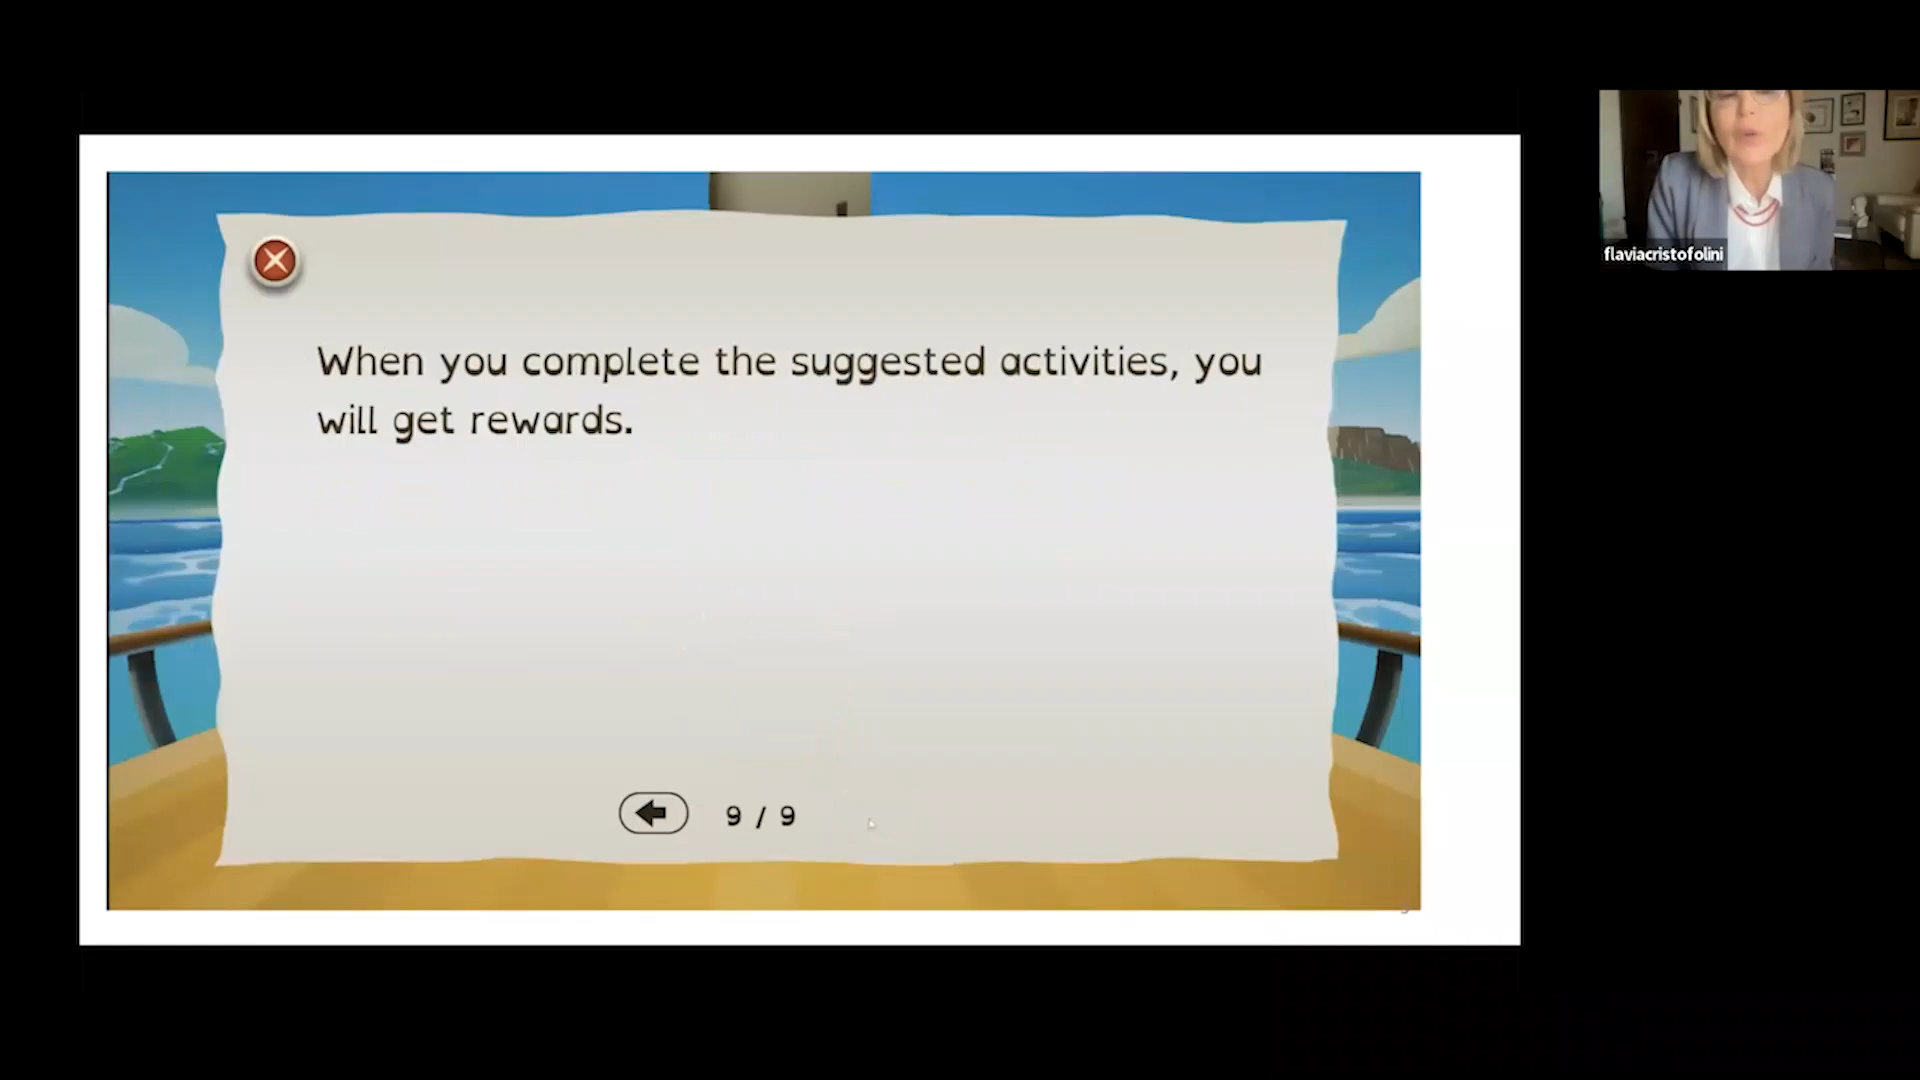 When you complete the suggested activities, you
will get rewards.
9 / 9
flaviacristofolini